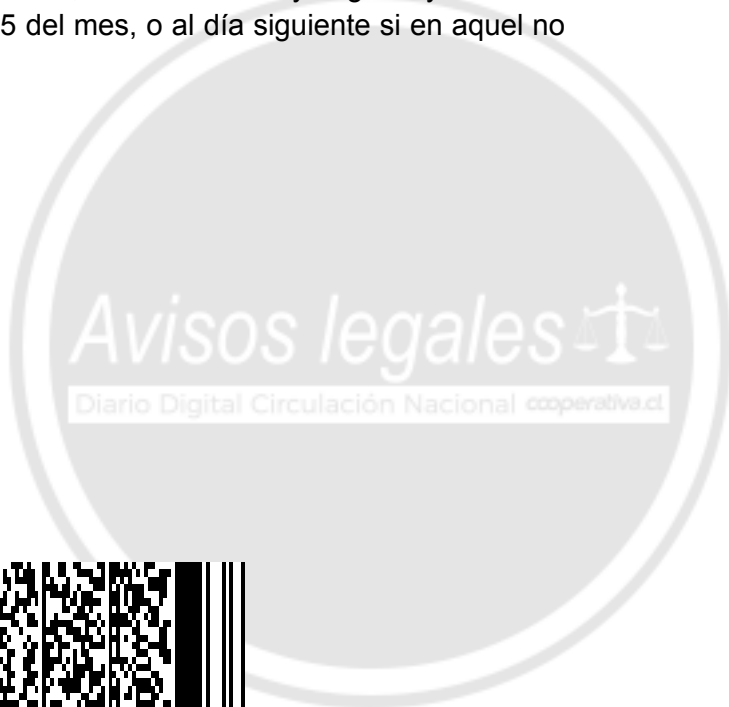 5 del mes, o al día siguiente si en aquel no
Avisos legales
Diario Digital Circulación Nacional cooperativa.cl